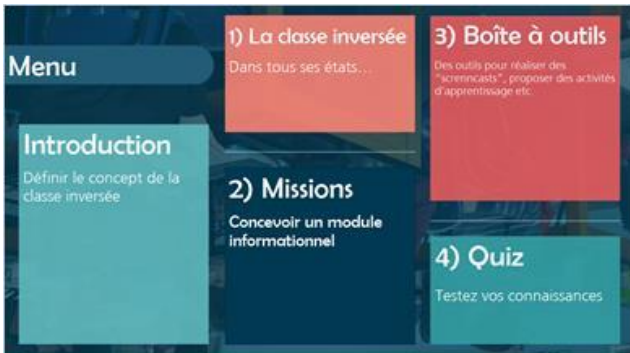 Menu
Introduction
Définir le concept de la
classe inversée
1) La classe inversée
Dans tous ses états...
2) Missions
Concevoir un module
informationnel
3) Boîte à outils
Des outils pour réaliser des
"screnncasts", proposer des activités
d'apprentissage etc
4) Quiz
Testez vos connaissances